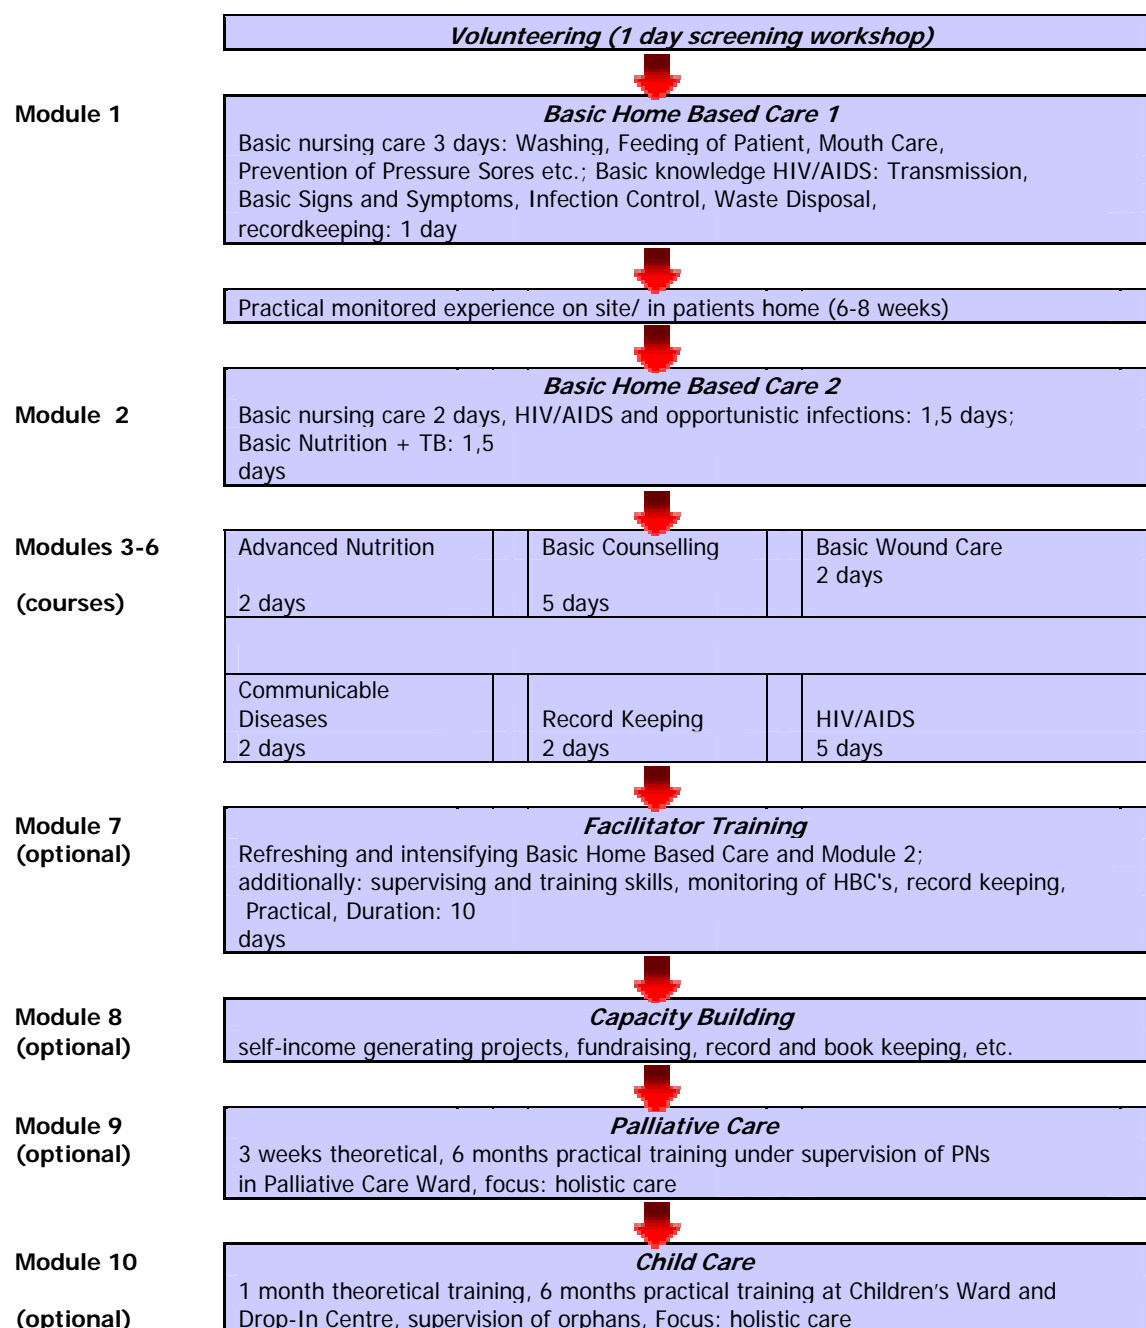 Volunteering (1 day screening workshop)
Module 1
Basic Home Based Care 1
Basic nursing care 3 days: Washing, Feeding of Patient, Mouth Care,
Prevention of Pressure Sores etc.; Basic knowledge HIV/AIDS: Transmission,
Basic Signs and Symptoms, Infection Control, Waste Disposal,
recordkeeping: 1 day
Practical monitored experience on site/ in patients home (6-8 weeks)
Basic Home Based Care 2
Module 2
Basic nursing care 2 days, HIV/AIDS and opportunistic infections: 1,5 days;
Basic Nutrition + TB: 1,5
days
Modules 3-6
(courses)
Advanced Nutrition
2 days
Basic Counselling
5 days
Basic Wound Care
2 days
Communicable
Diseases
2 days
Record Keeping
2 days
HIV/AIDS
5 days
Module 7
(optional)
Facilitator Training
Refreshing and intensifying Basic Home Based Care and Module 2;
additionally: supervising and training skills, monitoring of HBC's, record keeping,
Practical, Duration: 10
days
Module 8
(optional)
Capacity Building
self-income generating projects, fundraising, record and book keeping, etc.
Module 9
(optional)
Palliative Care
3 weeks theoretical, 6 months practical training under supervision of PNs
in Palliative Care Ward, focus: holistic care
Module 10
(optional)
Child Care
1 month theoretical training, 6 months practical training at Children's Ward and
Drop-In Centre, supervision of orphans, Focus: holistic care